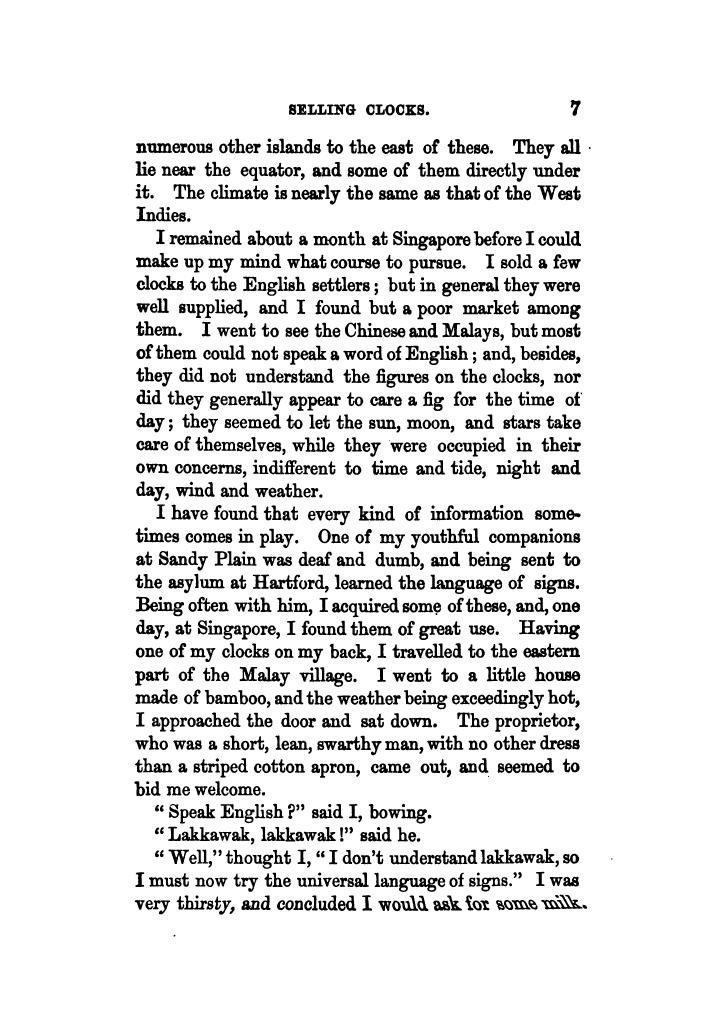 SELLING CLOCKS. 7
numerous other islands to the east of these. They all
lie near the equator, and some of them directly under
it. The climate is nearly the same as that of the West
Indies.
I remained about a month at Singapore before I could
make up my mind what course to pursue. I sold a few
clocks to the English settlers; but in general they were
well supplied, and I found but a poor market among
them. I went to see the Chinese and Malays, but most
of them could not speak a word of English; and, besides,
they did not understand the figures on the clocks, nor
did they generally appear to care a fig for the time of
day; they seemed to let the sun, moon, and stars take
care of themselves, while they were occupied in their
own concerns, indifferent to time and tide, night and
day, wind and weather.
I have found that every kind of information some-
times comes in play. One of my youthful companions
at Sandy Plain was deaf and dumb, and being sent to
the asylum at Hartford, learned the language of signs.
Being often with him, I acquired some of these, and, one
day, at Singapore, I found them of great use. Having
one of my clocks on my back, I travelled to the eastern
part of the Malay village. I went to a little house
made of bamboo, and the weather being exceedingly hot,
I approached the door and sat down. The proprietor,
who was a short, lean, swarthy man, with no other dress
than a striped cotton apron, came out, and seemed to
bid me welcome.
"Speak English?" said I, bowing.
"Lakkawak, lakkawak!" said he.
"Well," thought I, "I don't understand lakkawak, so
I must now try the universal language of signs." I was
very thirsty, and concluded I would ask for some milk.